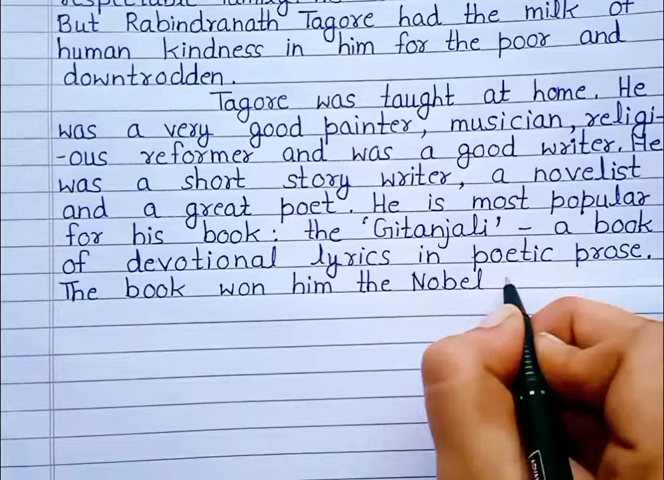 But Rabindranath Tagore had the milk of
human kindness in him for the poor and
downtrodden.
Tagore was taught at home. He
was a very good painter, musician, religi-
-ous reformer and was a good writer. He
was a short story writer, a novelist
and a great poet. He is most popular
for his book: the 'Gitanjali' - a book
of devotional lyrics in poetic prose.
The book won him the Nobel